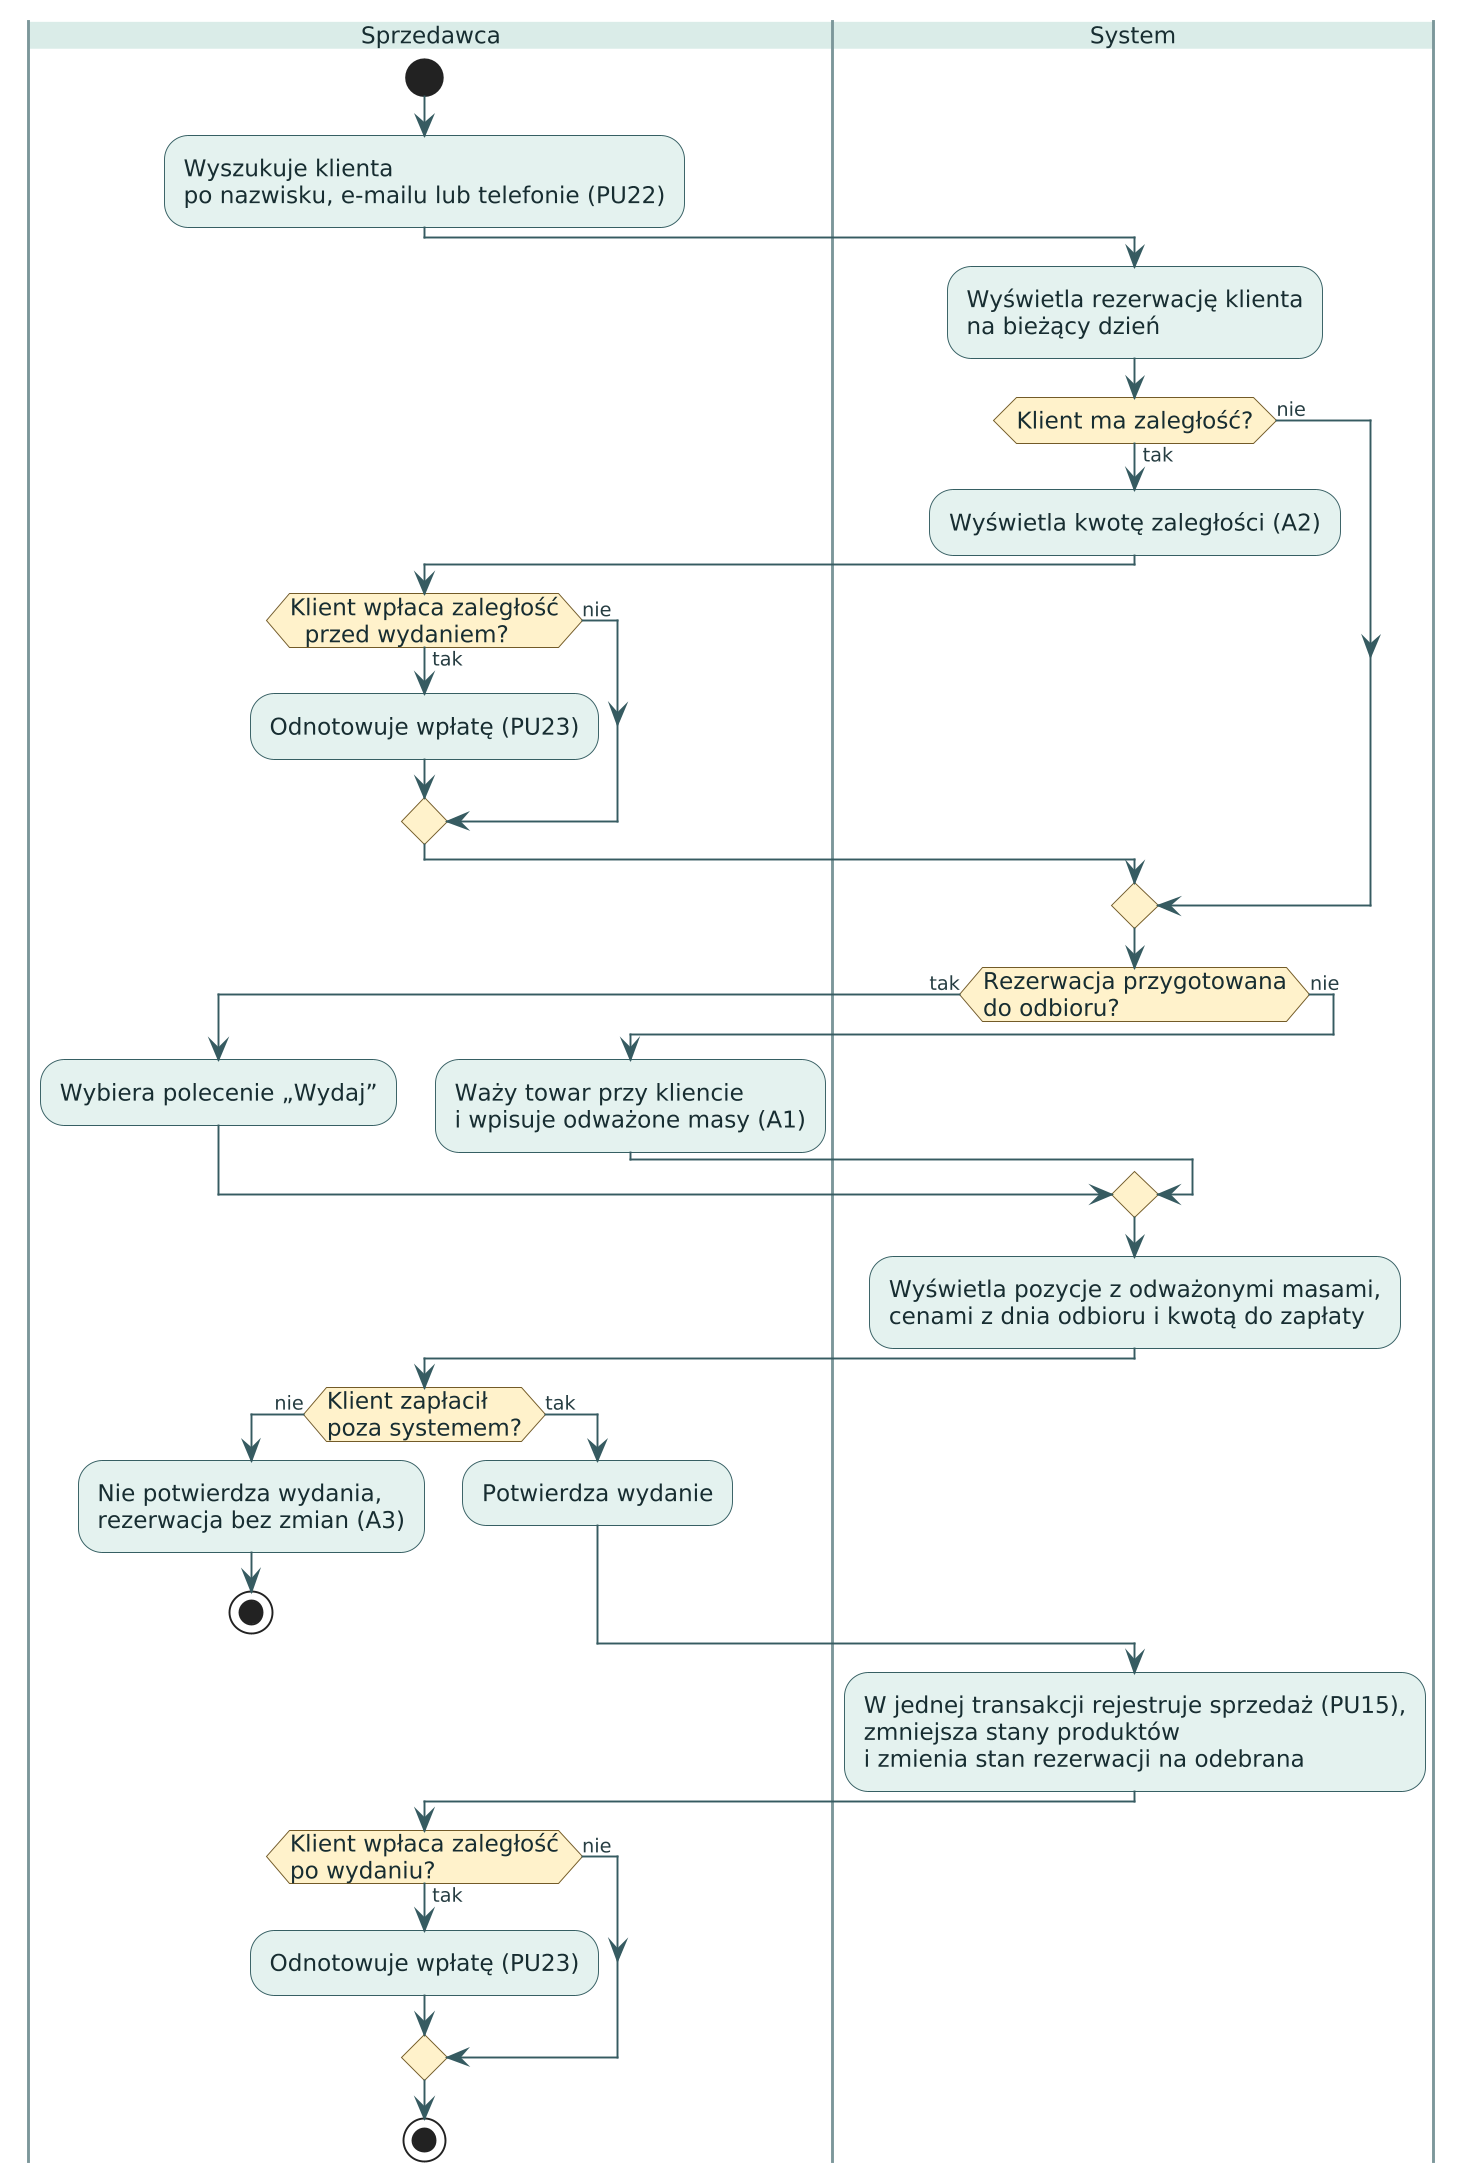 Sprzedawca
System
Wyszukuje klienta
po nazwisku, e-mailu lub telefonie (PU22)
Wyświetla rezerwację klienta
na bieżący dzień
Klient ma zaległość?
nie
tak
Wyświetla kwotę zaległości (A2)
Klient wpłaca zaległość
przed wydaniem?
nie
tak
Odnotowuje wpłatę (PU23)
tak
Rezerwacja przygotowana
do odbioru?
nie
Wybiera polecenie „Wydaj”
Waży towar przy kliencie
i wpisuje odważone masy (A1)
Wyświetla pozycje z odważonymi masami,
cenami z dnia odbioru i kwotą do zapłaty
nie
Klient zapłacił
poza systemem?
tak
Nie potwierdza wydania,
rezerwacja bez zmian (A3)
Potwierdza wydanie
W jednej transakcji rejestruje sprzedaż (PU15),
zmniejsza stany produktów
i zmienia stan rezerwacji na odebrana
Klient wpłaca zaległość
po wydaniu?
nie
tak
Odnotowuje wpłatę (PU23)